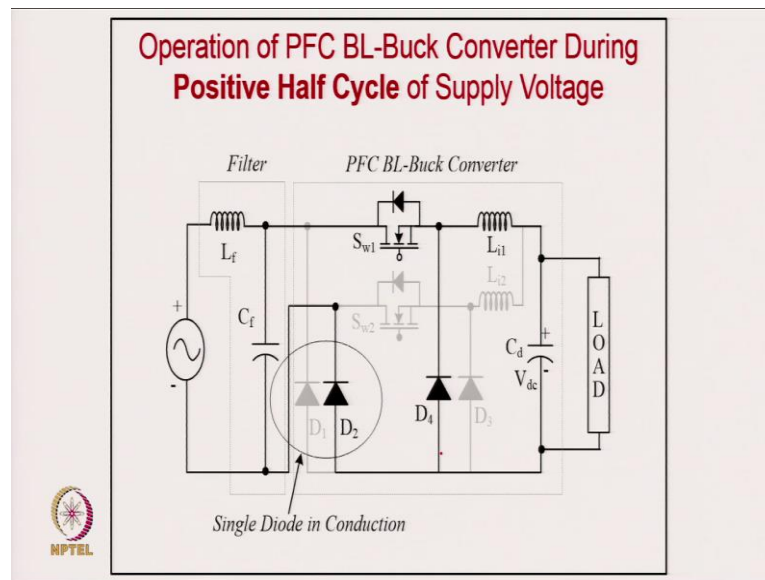 Operation of PFC BL-Buck Converter During
Positive Half Cycle of Supply Voltage
Filter
PFC BL-Buck Converter
Lf
Sw1
Li1
Li2
+
Cf
Sw2
-
Cd
+
Vdc
-
LOAD
D1
D2
D4
D3
Single Diode in Conduction
NPTEL